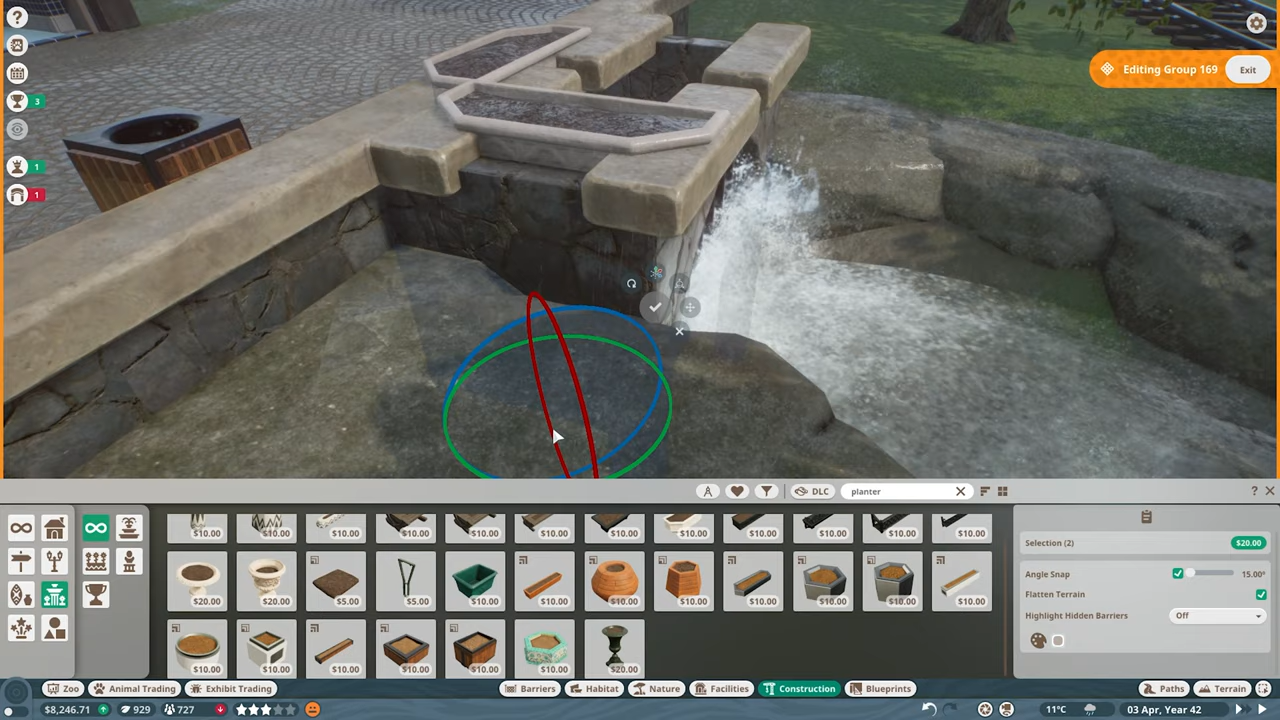 ?
Editing Group 169
Exit
3
1
1
DLC
planter
?
$10.00 $10.00 $10.00 $10.00 $10.00 $10.00 $10.00 $10.00 $10.00 $10.00 $10.00 $10.00
$20.00 $20.00 $5.00 $5.00 $10.00 $10.00 $10.00 $10.00 $10.00 $10.00 $10.00 $10.00
$10.00 $10.00 $10.00 $10.00 $10.00 $10.00 $20.00
Selection (2) $20.00
Angle Snap 15.00°
Flatten Terrain
Highlight Hidden Barriers Off
Zoo Animal Trading Exhibit Trading Barriers Habitat Nature Facilities Construction Blueprints Paths Terrain
$8,246.71 929 727 11°C 03 Apr, Year 42